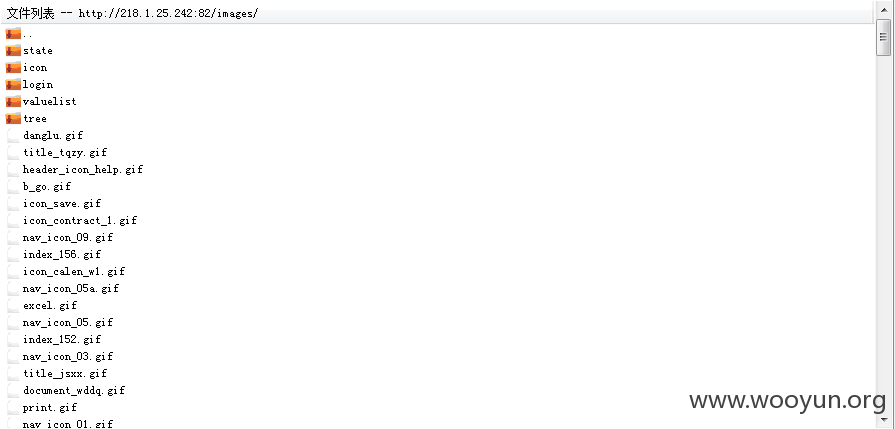 文件列表 -- http://218.1.25.242:82/images/
..
state
icon
login
valuelist
tree
danglu.gif
title_tqzy.gif
header_icon_help.gif
b_go.gif
icon_save.gif
icon_contract_1.gif
nav_icon_09.gif
index_156.gif
icon_calen_w1.gif
nav_icon_05a.gif
excel.gif
nav_icon_05.gif
index_152.gif
nav_icon_03.gif
title_jsxx.gif
document_wddq.gif
print.gif
nav_icon_01.gif
www.wooyun.org